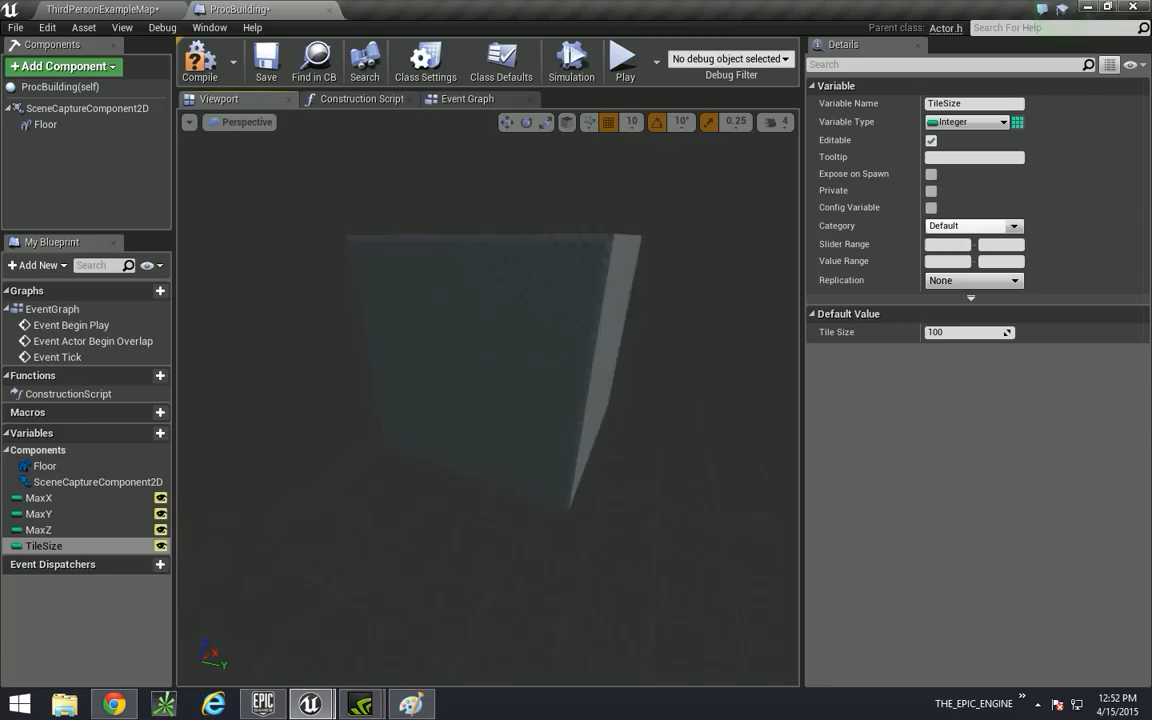 ThirdPersonExampleMap*
ProcBuilding*
File Edit Asset View Debug Window Help
Parent class: Actor.h Search For Help
Components
Details
+Add Component
Compile Save Find in CB Search Class Settings Class Defaults Simulation Play
No debug object selected
Debug Filter
Search
ProcBuilding(self)
SceneCaptureComponent2D
Floor
Viewport Construction Script Event Graph
Perspective 10 10° 0.25 4
Variable
Variable Name TileSize
Variable Type Integer
Editable
Tooltip
Expose on Spawn
Private
Config Variable
Category Default
Slider Range
Value Range
Replication None
Default Value
Tile Size 100
My Blueprint
Add New Search
Graphs
EventGraph
Event Begin Play
Event Actor Begin Overlap
Event Tick
Functions
ConstructionScript
Macros
Variables
Components
Floor
SceneCaptureComponent2D
MaxX
MaxY
MaxZ
TileSize
Event Dispatchers
Z
X
Y
EPIC GAMES
THE_EPIC_ENGINE
12:52 PM
4/15/2015